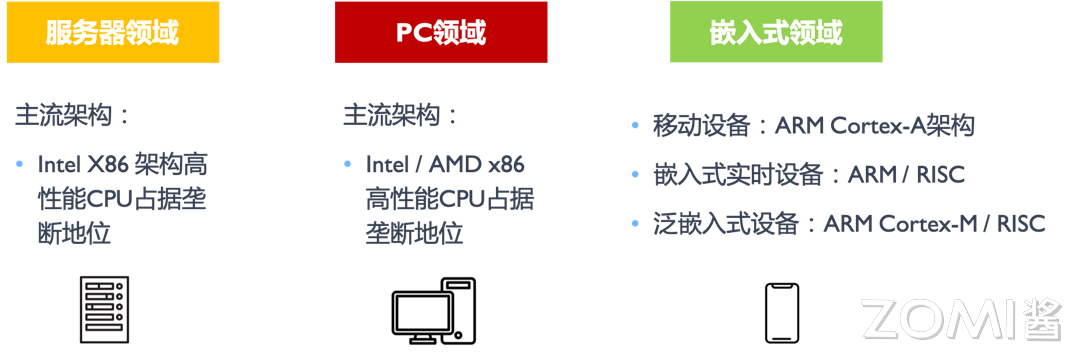 服务器领域
主流架构：
• Intel X86 架构高
性能CPU占据垄
断地位
PC领域
主流架构：
• Intel / AMD x86
高性能CPU占据
垄断地位
嵌入式领域
• 移动设备：ARM Cortex-A架构
• 嵌入式实时设备：ARM / RISC
• 泛嵌入式设备：ARM Cortex-M / RISC
ZOMI酱